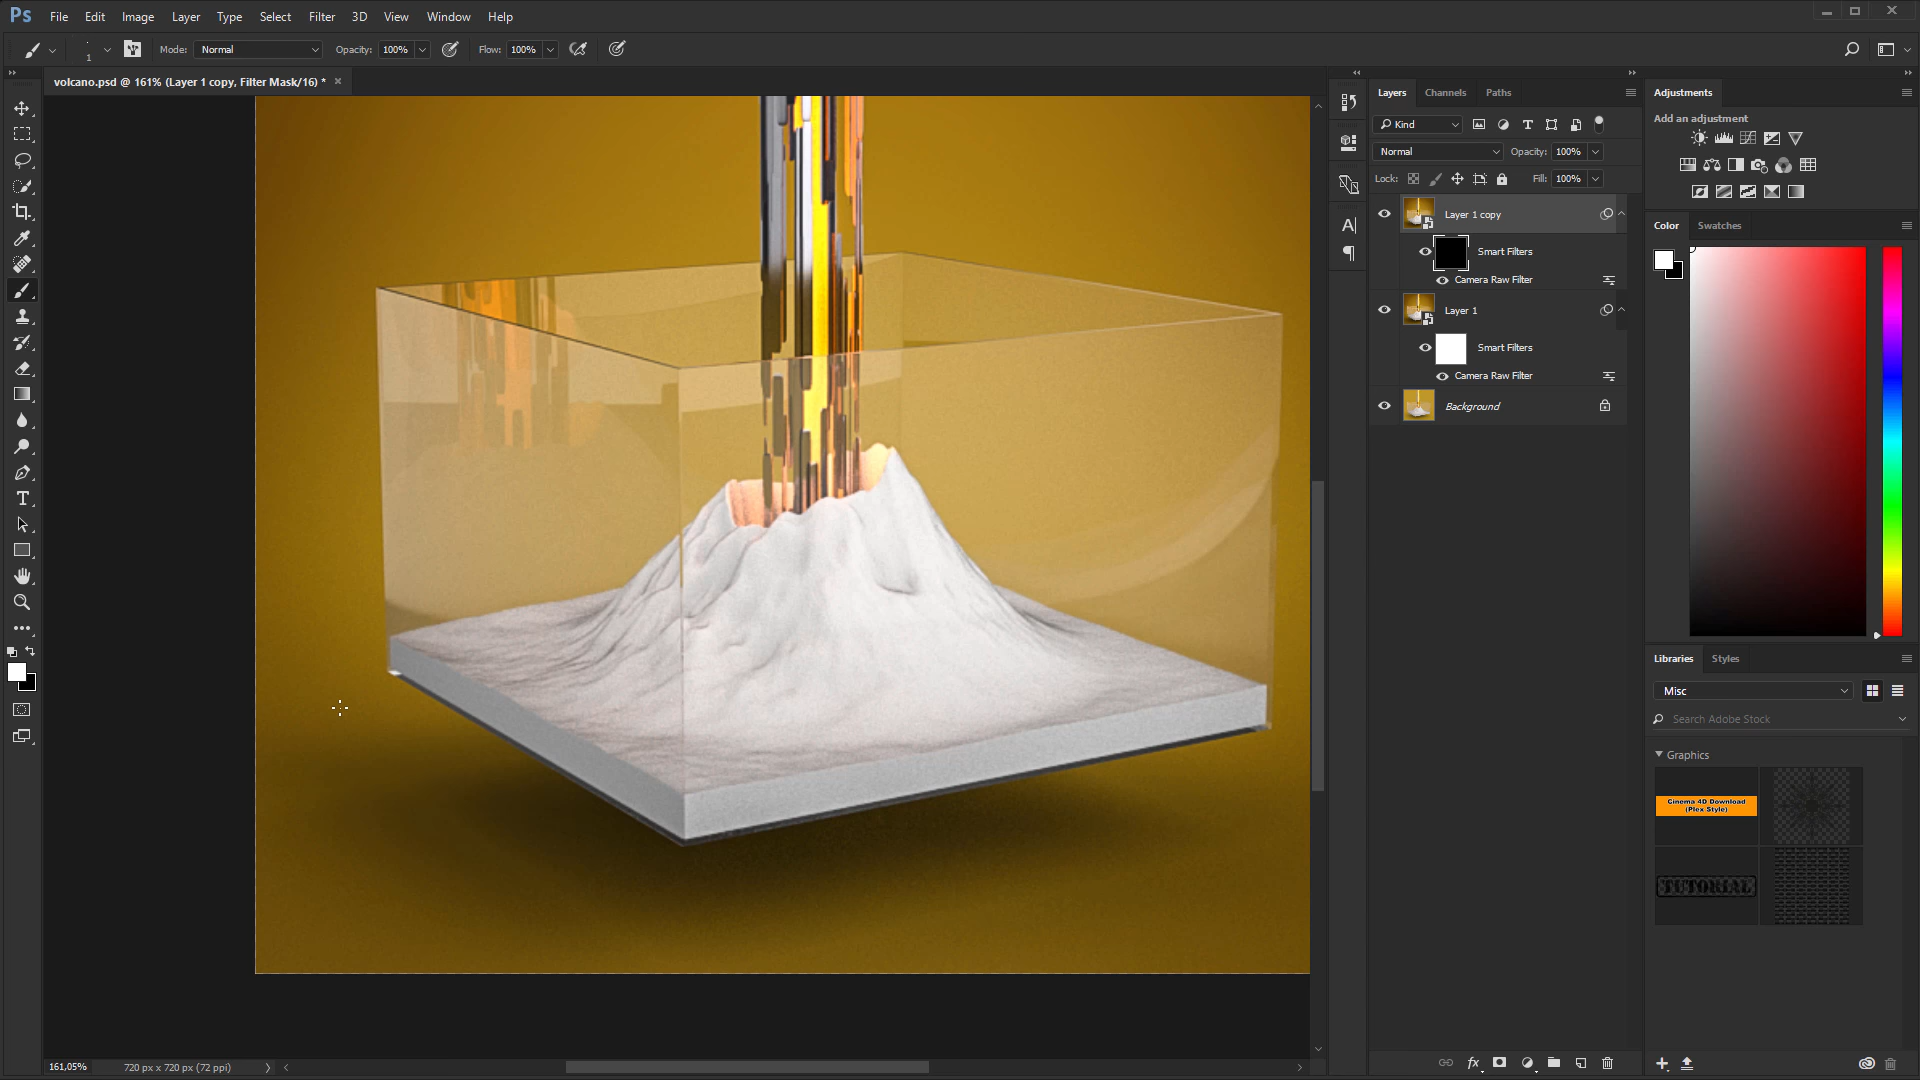 Ps File Edit Image Layer Type Select Filter 3D View Window Help
1 Mode: Normal Opacity: 100% Flow: 100%
volcano.psd @ 161% (Layer 1 copy, Filter Mask/16) * ×
Layers Channels Paths
Kind
Normal Opacity: 100%
Lock: Fill: 100%
Layer 1 copy
Smart Filters
Camera Raw Filter
Layer 1
Smart Filters
Camera Raw Filter
Background
Adjustments
Add an adjustment
Color Swatches
Libraries Styles
Misc
Search Adobe Stock
Graphics
Cinema 4D Download
(Plex Style)
TUTORIAL
161,05% 720 px x 720 px (72 ppi)
fx